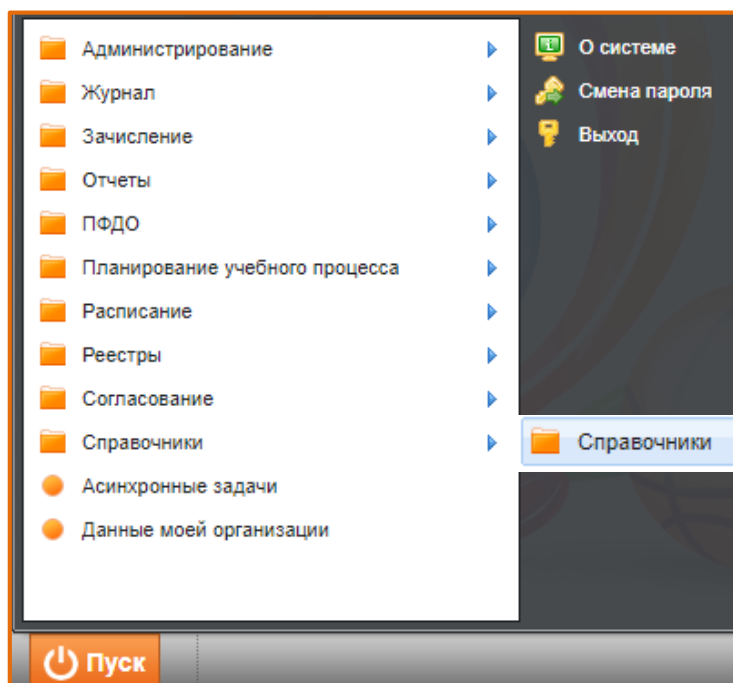 Администрирование
Журнал
Зачисление
Отчеты
ПФДО
Планирование учебного процесса
Расписание
Реестры
Согласование
Справочники
Асинхронные задачи
Данные моей организации
О системе
Смена пароля
Выход
Справочники
Пуск